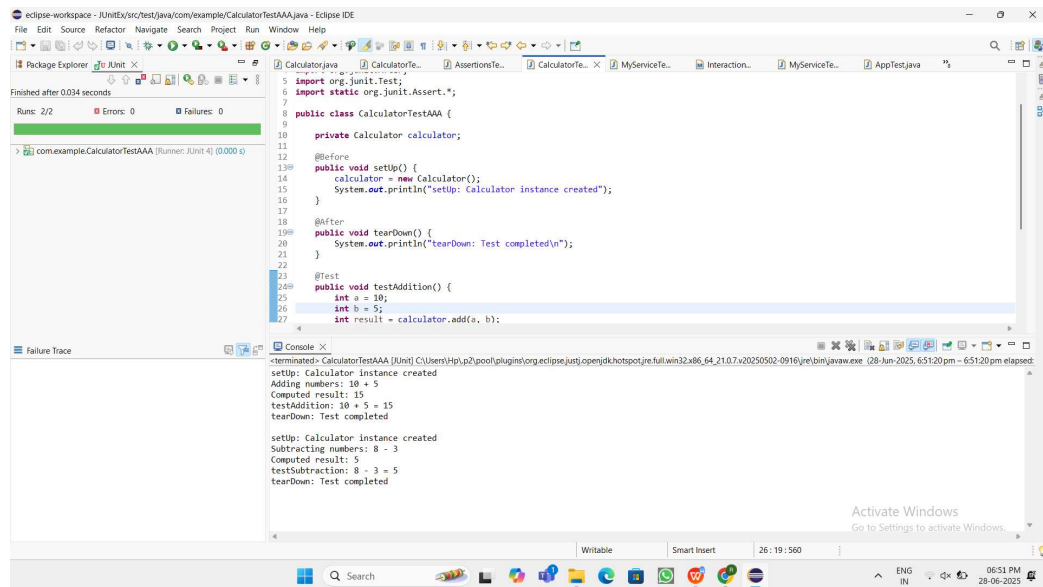 eclipse-workspace - JUnitEx/src/test/java/com/example/CalculatorTestAAA.java - Eclipse IDE
File Edit Source Refactor Navigate Search Project Run Window Help
Package Explorer JUnit
Calculator.java CalculatorTe... AssertionsTe... CalculatorTe... MyServiceTe... Interaction... MyServiceTe... AppTest.java
Finished after 0.034 seconds
Runs: 2/2 Errors: 0 Failures: 0
com.example.CalculatorTestAAA [Runner: JUnit 4] (0.000 s)
5 import org.junit.Test;
6 import static org.junit.Assert.*;
7
8 public class CalculatorTestAAA {
9
10 private Calculator calculator;
11
12 @Before
13 public void setUp() {
14 calculator = new Calculator();
15 System.out.println("setUp: Calculator instance created");
16 }
17
18 @After
19 public void tearDown() {
20 System.out.println("tearDown: Test completed\n");
21 }
22
23 @Test
24 public void testAddition() {
25 int a = 10;
26 int b = 5;
27 int result = calculator.add(a, b);
Failure Trace
Console
<terminated> CalculatorTestAAA [JUnit] C:\Users\Hp\.p2\pool\plugins\org.eclipse.justj.openjdk.hotspot.jre.full.win32.x86_64_21.0.7.v20250502-0916\jre\bin\javaw.exe (28-Jun-2025, 6:51:20 pm – 6:51:20 pm elapsed:
setUp: Calculator instance created
Adding numbers: 10 + 5
Computed result: 15
testAddition: 10 + 5 = 15
tearDown: Test completed
setUp: Calculator instance created
Subtracting numbers: 8 - 3
Computed result: 5
testSubtraction: 8 - 3 = 5
tearDown: Test completed
Activate Windows
Go to Settings to activate Windows.
Writable Smart Insert 26 : 19 : 560
Search
ENG
IN
06:51 PM
28-06-2025